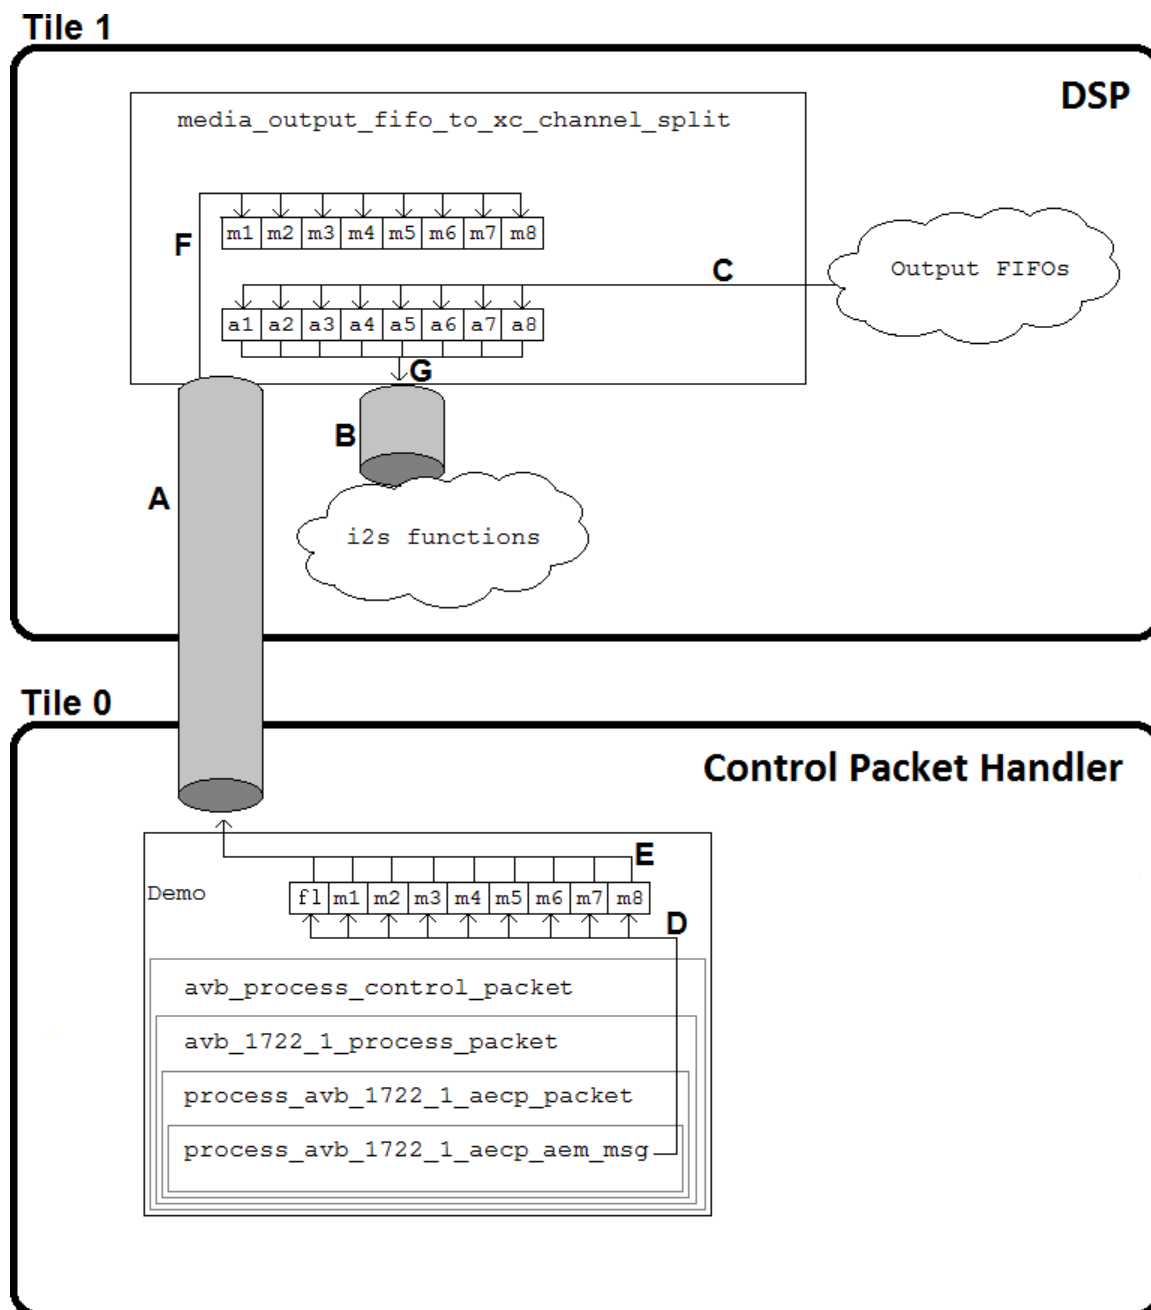 Tile 1
DSP
media_output_fifo_to_xc_channel_split
F
m1 m2 m3 m4 m5 m6 m7 m8
C
Output FIFOs
a1 a2 a3 a4 a5 a6 a7 a8
G
B
A
i2s functions
Tile 0
Control Packet Handler
E
Demo
fl m1 m2 m3 m4 m5 m6 m7 m8
D
avb_process_control_packet
avb_1722_1_process_packet
process_avb_1722_1_aecp_packet
process_avb_1722_1_aecp_aem_msg